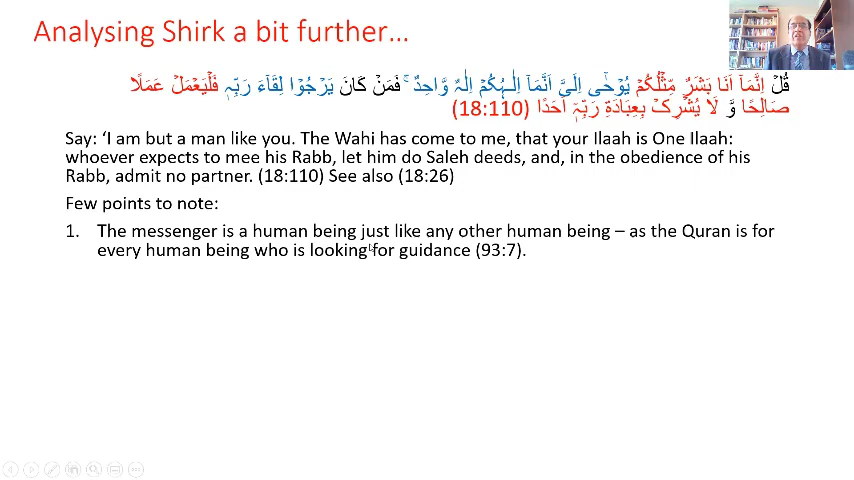 Analysing Shirk a bit further…
قُلْ اِنَّمَآ اَنَا بَشَرٌ مِّثْلُكُمْ يُوْحٰٓى اِلَىَّ اَنَّمَآ اِلٰـهُكُمْ اِلٰهٌ وَّاحِدٌ ۚ فَمَنْ كَانَ يَرْجُوْا لِقَآءَ رَبِّهٖ فَلْيَعْمَلْ عَمَلًا
صَالِحًـا وَّ لَا يُشْرِكْ بِعِبَادَةِ رَبِّهٖۤ اَحَدًا (18:110)
Say: ‘I am but a man like you. The Wahi has come to me, that your Ilaah is One Ilaah:
whoever expects to mee his Rabb, let him do Saleh deeds, and, in the obedience of his
Rabb, admit no partner. (18:110) See also (18:26)
Few points to note:
1. The messenger is a human being just like any other human being – as the Quran is for
every human being who is looking for guidance (93:7).